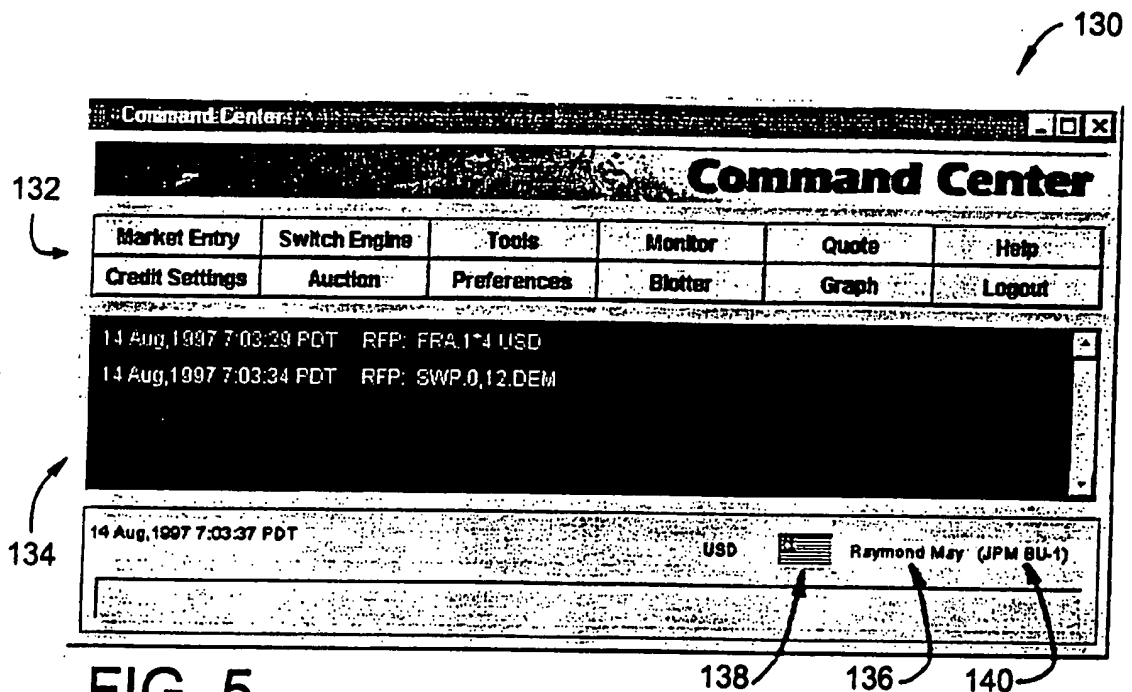 130
Command Center
Command Center
132
Market Entry Switch Engine Tools Monitor Quote Help
Credit Settings Auction Preferences Blotter Graph Logout
14 Aug,1997 7:03:29 PDT RFP: FRA.1*4 USD
14 Aug,1997 7:03:34 PDT RFP: SWP.0,12.DEM
134
14 Aug,1997 7:03:37 PDT
USD Raymond May (JPM BU-1)
138 136 140
FIG. 5